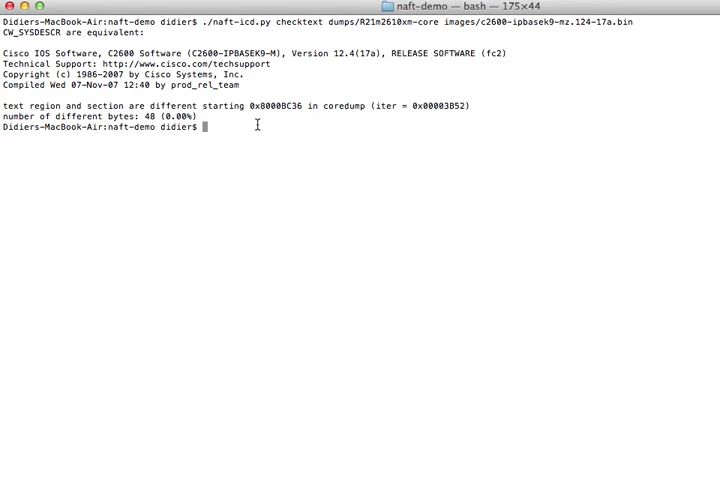 naft-demo — bash — 175×44
Didiers-MacBook-Air:naft-demo didier$ ./naft-icd.py checktext dumps/R21m2610xm-core images/c2600-ipbasek9-mz.124-17a.bin
CW_SYSDESCR are equivalent:
Cisco IOS Software, C2600 Software (C2600-IPBASEK9-M), Version 12.4(17a), RELEASE SOFTWARE (fc2)
Technical Support: http://www.cisco.com/techsupport
Copyright (c) 1986-2007 by Cisco Systems, Inc.
Compiled Wed 07-Nov-07 12:40 by prod_rel_team
text region and section are different starting 0x8000BC36 in coredump (iter = 0x00003B52)
number of different bytes: 48 (0.00%)
Didiers-MacBook-Air:naft-demo didier$